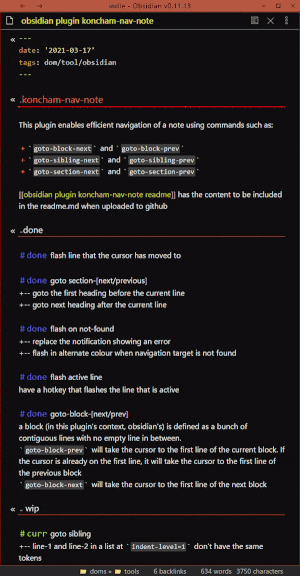 wolle - Obsidian v0.11.13
obsidian plugin koncham-nav-note
« ---
date: '2021-03-17'
tags: dom/tool/obsidian
---
« .koncham-nav-note
This plugin enables efficient navigation of a note using commands such as:
+ `goto-block-next` and `goto-block-prev`
+ `goto-sibling-next` and `goto-sibling-prev`
+ `goto-section-next` and `goto-section-prev`
[[obsidian plugin koncham-nav-note readme]] has the content to be included
in the readme.md when uploaded to github
« ..done
#done flash line that the cursor has moved to
#done goto section-[next/previous]
+-- goto the first heading before the current line
+-- goto next heading after the current line
#done flash on not-found
+-- replace the notification showing an error
+-- flash in alternate colour when navigation target is not found
#done flash active line
have a hotkey that flashes the line that is active
#done goto-block-[next/prev]
a block (in this plugin's context, obsidian's) is defined as a bunch of
contiguous lines with no empty line in between.
`goto-block-prev` will take the cursor to the first line of the current block. If
the cursor is already on the first line, it will take the cursor to the first line of
the previous block
`goto-block-next` will take the cursor to the first line of the next block
« .. wip
#curr goto sibling
+-- line-1 and line-2 in a list at `indent-level=1` don't have the same
tokens
doms » tools 6 backlinks 634 words 3750 characters